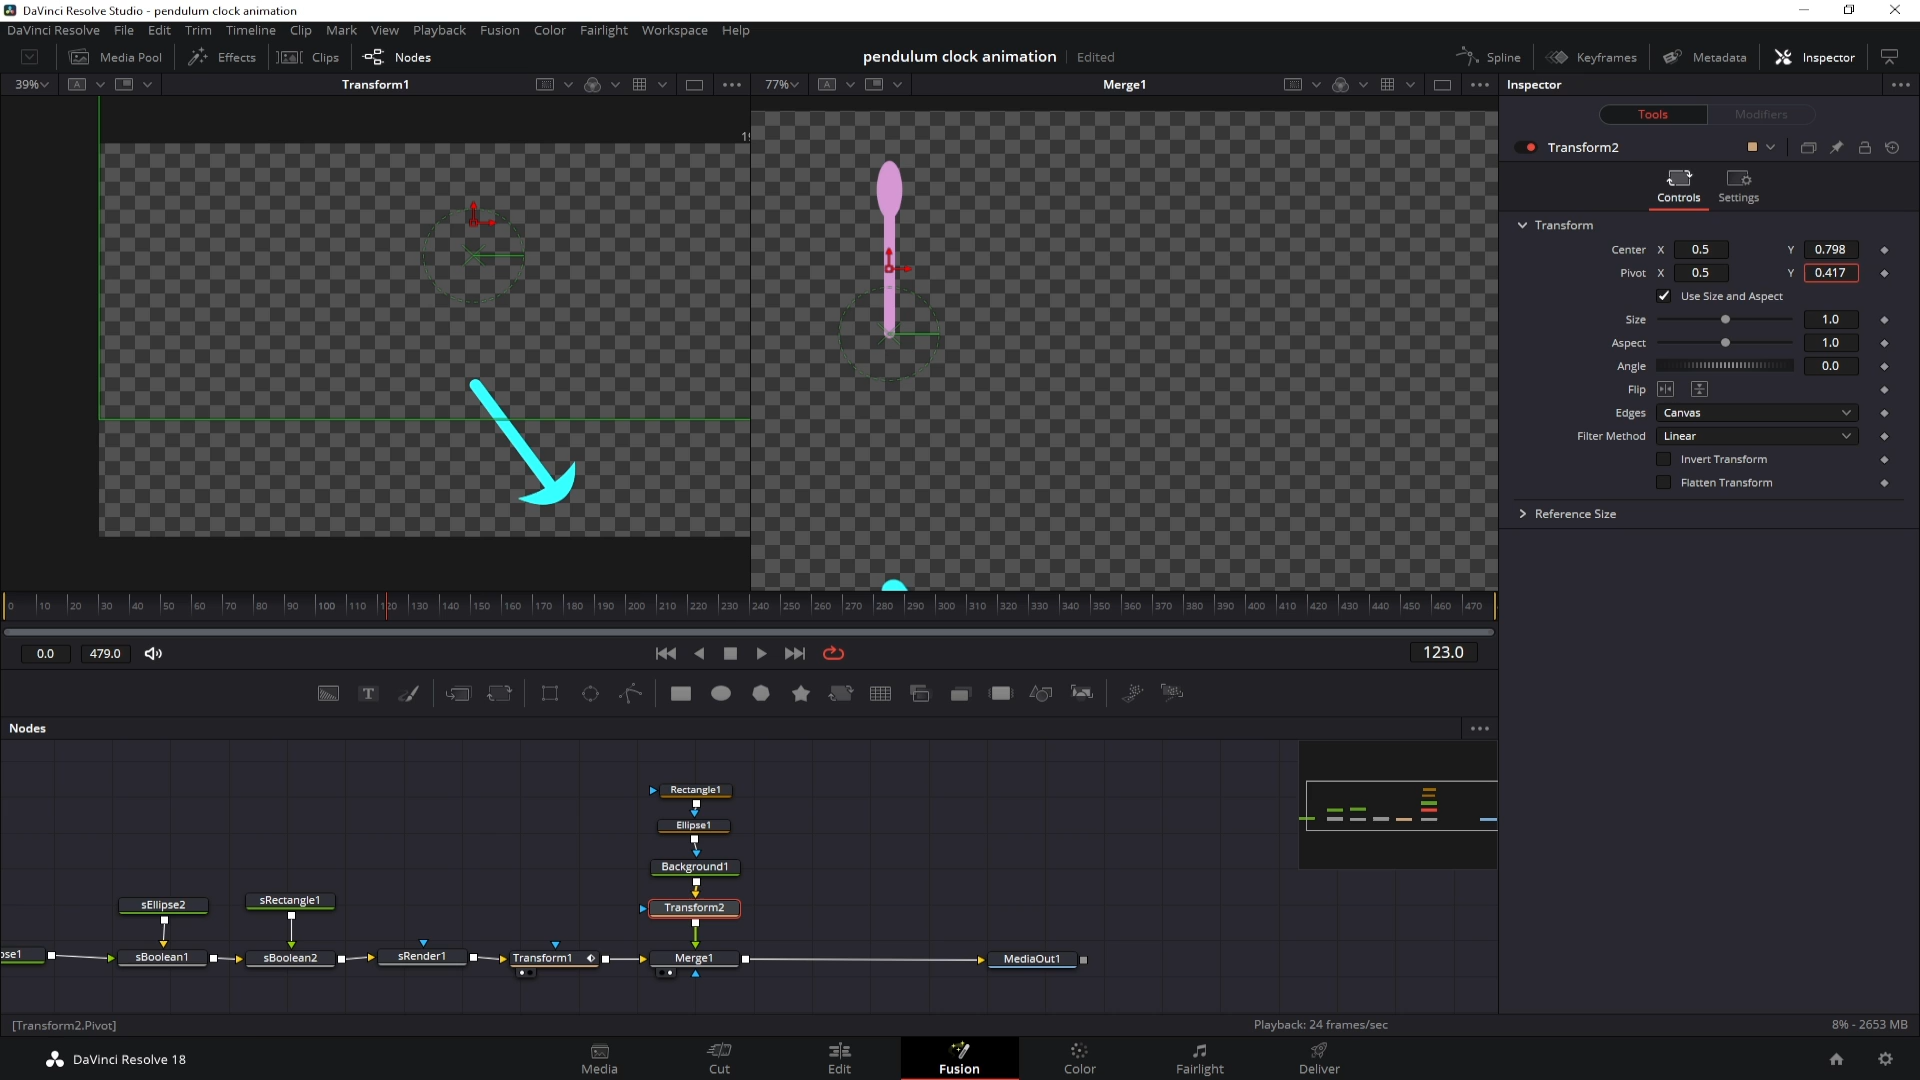 DaVinci Resolve Studio - pendulum clock animation
DaVinci Resolve File Edit Trim Timeline Clip Mark View Playback Fusion Color Fairlight Workspace Help
Media Pool Effects Clips Nodes pendulum clock animation Edited Spline Keyframes Metadata Inspector
39% A Transform1 77% A Merge1 Inspector
Tools Modifiers
Transform2
Controls Settings
Transform
Center X 0.5 Y 0.798
Pivot X 0.5 Y 0.417
Use Size and Aspect
Size 1.0
Aspect 1.0
Angle 0.0
Flip
Edges Canvas
Filter Method Linear
Invert Transform
Flatten Transform
Reference Size
0 10 20 30 40 50 60 70 80 90 100 110 120 130 140 150 160 170 180 190 200 210 220 230 240 250 260 270 280 290 300 310 320 330 340 350 360 370 380 390 400 410 420 430 440 450 460 470
0.0 479.0 123.0
T
Nodes
Rectangle1
Ellipse1
Background1
sEllipse2 sRectangle1 Transform2
pse1 sBoolean1 sBoolean2 sRender1 Transform1 Merge1 MediaOut1
[Transform2.Pivot] Playback: 24 frames/sec 8% - 2653 MB
DaVinci Resolve 18 Media Cut Edit Fusion Color Fairlight Deliver